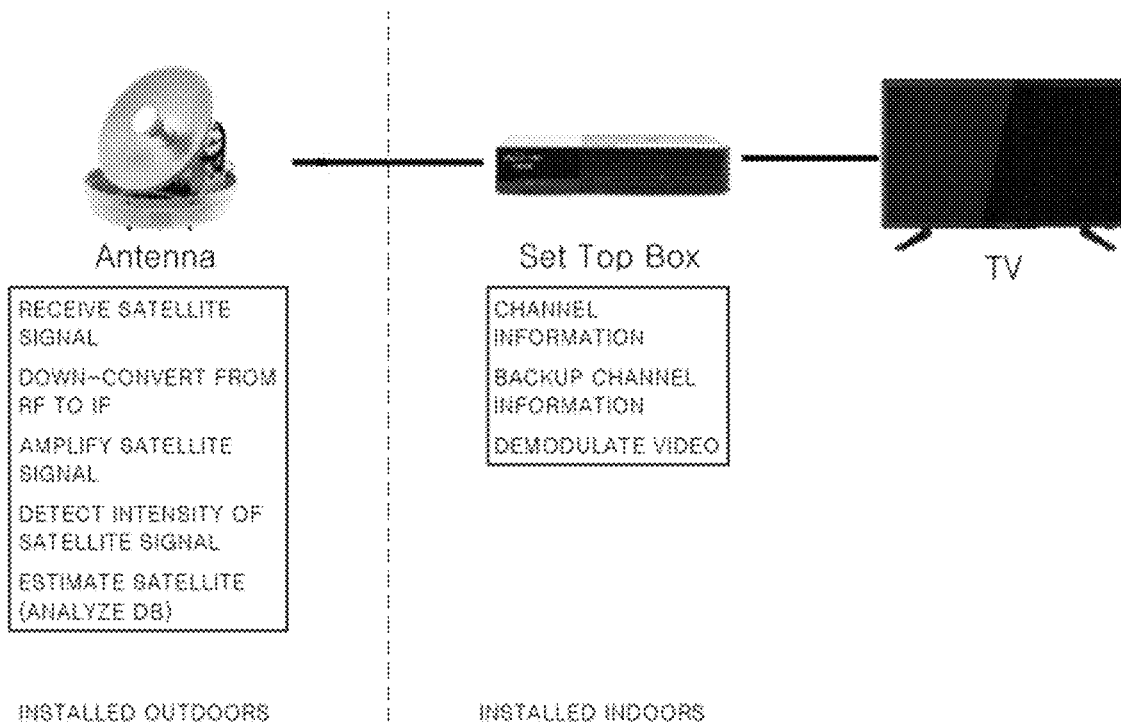 Antenna
RECEIVE SATELLITE
SIGNAL
DOWN-CONVERT FROM
RF TO IF
AMPLIFY SATELLITE
SIGNAL
DETECT INTENSITY OF
SATELLITE SIGNAL
ESTIMATE SATELLITE
(ANALYZE DB)
INSTALLED OUTDOORS
Set Top Box
CHANNEL
INFORMATION
BACKUP CHANNEL
INFORMATION
DEMODULATE VIDEO
INSTALLED INDOORS
TV